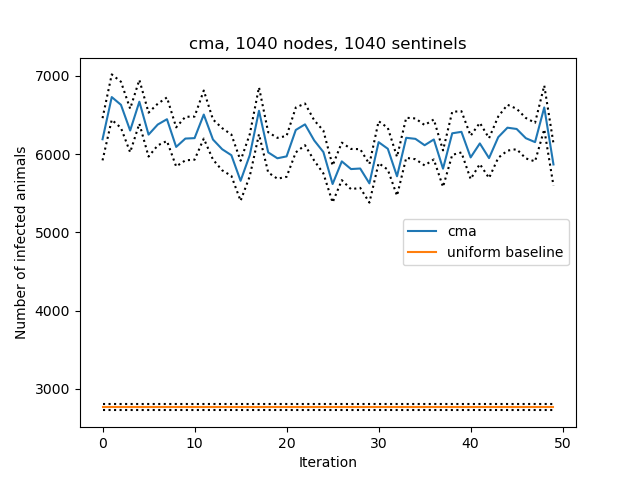 cma, 1040 nodes, 1040 sentinels
7000
6000
5000
4000
3000
Number of infected animals
cma
uniform baseline
0
10
20
30
40
50
Iteration